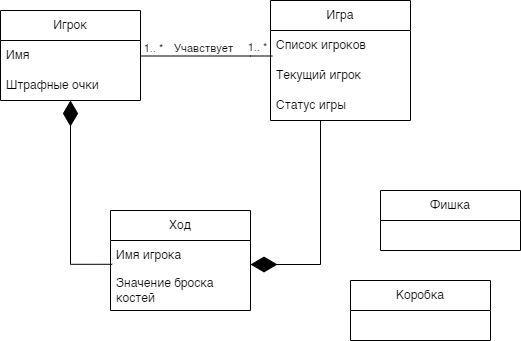 Игрок
Имя
Штрафные очки
1.. *   Учавствует   1.. *
Игра
Список игроков
Текущий игрок
Статус игры
Ход
Имя игрока
Значение броска
костей
Фишка
Коробка